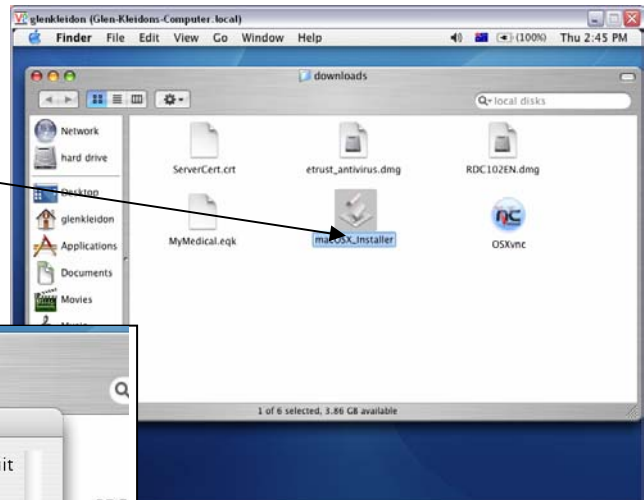 glenkleidon (Glen-Kleidons-Computer.local)
Finder File Edit View Go Window Help (100%) Thu 2:45 PM
downloads
local disks
Network
hard drive
Desktop
glenkleidon
Applications
Documents
Movies
ServerCert.crt
etrust_antivirus.dmg
RDC102EN.dmg
MyMedical.eqk
macOSX_Installer
OSXvnc
1 of 6 selected, 3.86 GB available
it